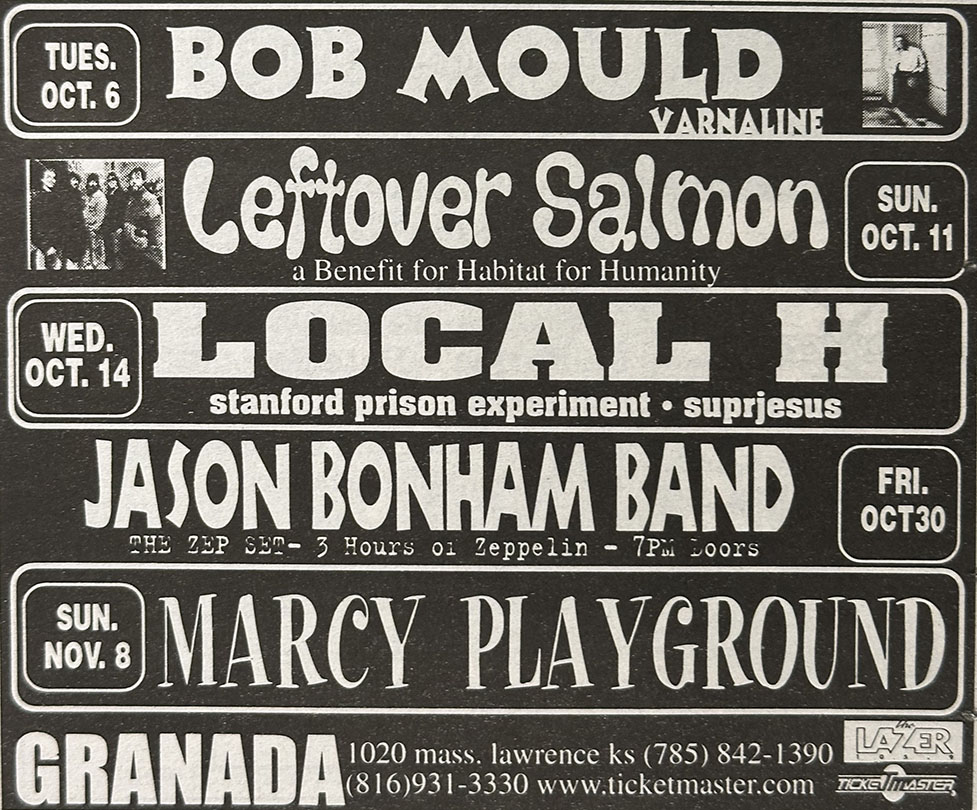 TUES.
OCT. 6
BOB MOULD
VARNALINE
Leftover Salmon
a Benefit for Habitat for Humanity
SUN.
OCT. 11
WED.
OCT. 14
LOCAL H
stanford prison experiment • suprjesus
JASON BONHAM BAND
THE ZEP SET- 3 Hours of Zeppelin - 7PM Doors
FRI.
OCT30
SUN.
NOV. 8
MARCY PLAYGROUND
GRANADA
1020 mass. lawrence ks (785) 842-1390
(816)931-3330 www.ticketmaster.com
the
LAZER
105.9
TICKETMASTER